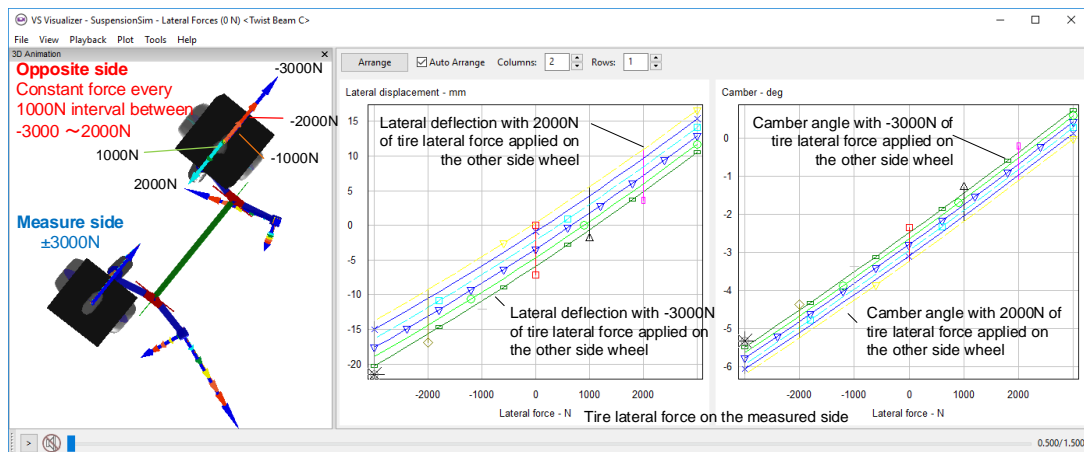 VS Visualizer - SuspensionSim - Lateral Forces (0 N) <Twist Beam C>
File View Playback Plot Tools Help
3D Animation
Opposite side
Constant force every
1000N interval between
-3000 ～2000N
-3000N
-2000N
-1000N
1000N
2000N
Measure side
±3000N
Arrange
Auto Arrange
Columns: 2
Rows: 1
Lateral displacement - mm
15
10
5
0
-5
-10
-15
-20
Lateral deflection with 2000N
of tire lateral force applied
on the other side wheel
Lateral deflection with -3000N
of tire lateral force applied on
the other side wheel
-2000 -1000 0 1000 2000
Lateral force - N
Camber - deg
0
-1
-2
-3
-4
-5
-6
Camber angle with -3000N of
tire lateral force applied on
the other side wheel
Camber angle with 2000N of
tire lateral force applied on
the other side wheel
-2000 -1000 0 1000 2000
Lateral force - N
Tire lateral force on the measured side
>
0.500/1.500